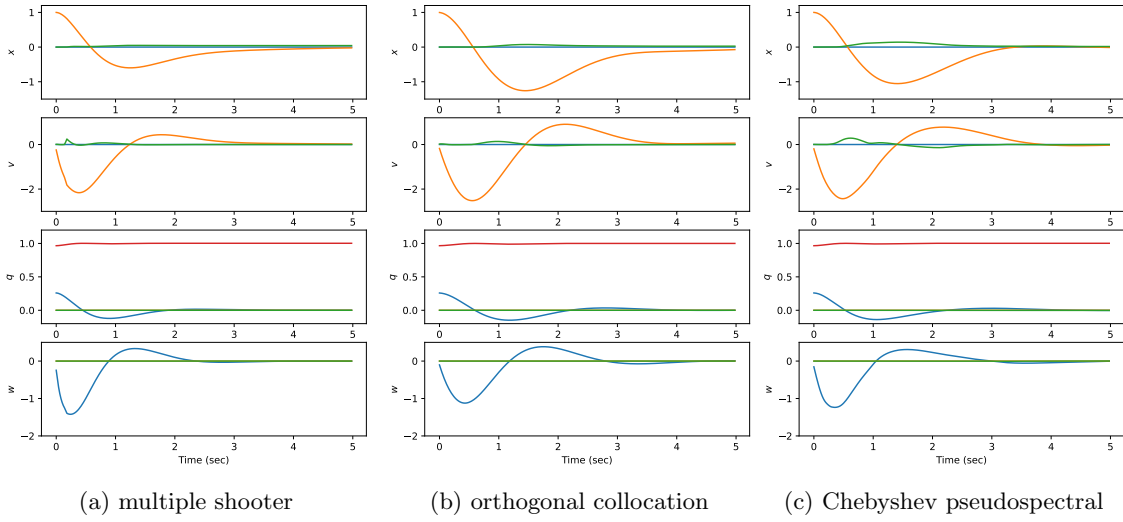 1
0
−1
x
0 1 2 3 4 5
0
−2
v
0 1 2 3 4 5
1.0
0.5
0.0
q
0 1 2 3 4 5
0
−1
−2
w
0 1 2 3 4 5
Time (sec)
(a) multiple shooter
1
0
−1
x
0 1 2 3 4 5
0
−2
v
0 1 2 3 4 5
1.0
0.5
0.0
q
0 1 2 3 4 5
0
−1
−2
w
0 1 2 3 4 5
Time (sec)
(b) orthogonal collocation
1
0
−1
x
0 1 2 3 4 5
0
−2
v
0 1 2 3 4 5
1.0
0.5
0.0
q
0 1 2 3 4 5
0
−1
−2
w
0 1 2 3 4 5
Time (sec)
(c) Chebyshev pseudospectral